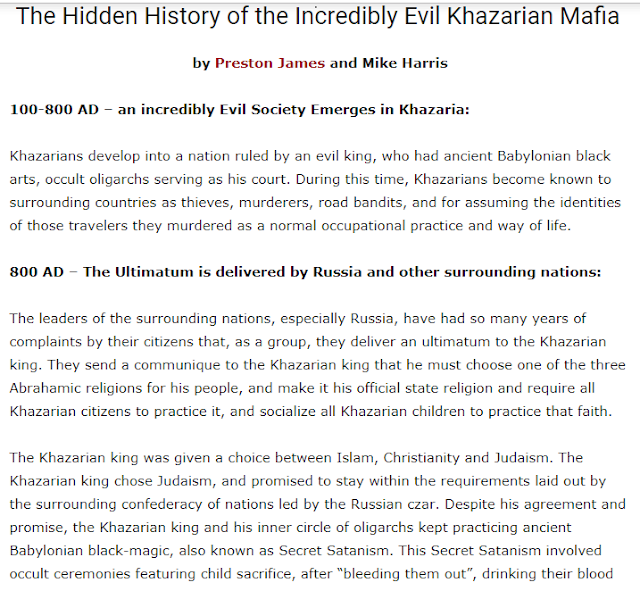 The Hidden History of the Incredibly Evil Khazarian Mafia
by Preston James and Mike Harris
100-800 AD – an incredibly Evil Society Emerges in Khazaria:
Khazarians develop into a nation ruled by an evil king, who had ancient Babylonian black
arts, occult oligarchs serving as his court. During this time, Khazarians become known to
surrounding countries as thieves, murderers, road bandits, and for assuming the identities
of those travelers they murdered as a normal occupational practice and way of life.
800 AD – The Ultimatum is delivered by Russia and other surrounding nations:
The leaders of the surrounding nations, especially Russia, have had so many years of
complaints by their citizens that, as a group, they deliver an ultimatum to the Khazarian
king. They send a communique to the Khazarian king that he must choose one of the three
Abrahamic religions for his people, and make it his official state religion and require all
Khazarian citizens to practice it, and socialize all Khazarian children to practice that faith.
The Khazarian king was given a choice between Islam, Christianity and Judaism. The
Khazarian king chose Judaism, and promised to stay within the requirements laid out by
the surrounding confederacy of nations led by the Russian czar. Despite his agreement and
promise, the Khazarian king and his inner circle of oligarchs kept practicing ancient
Babylonian black-magic, also known as Secret Satanism. This Secret Satanism involved
occult ceremonies featuring child sacrifice, after “bleeding them out”, drinking their blood